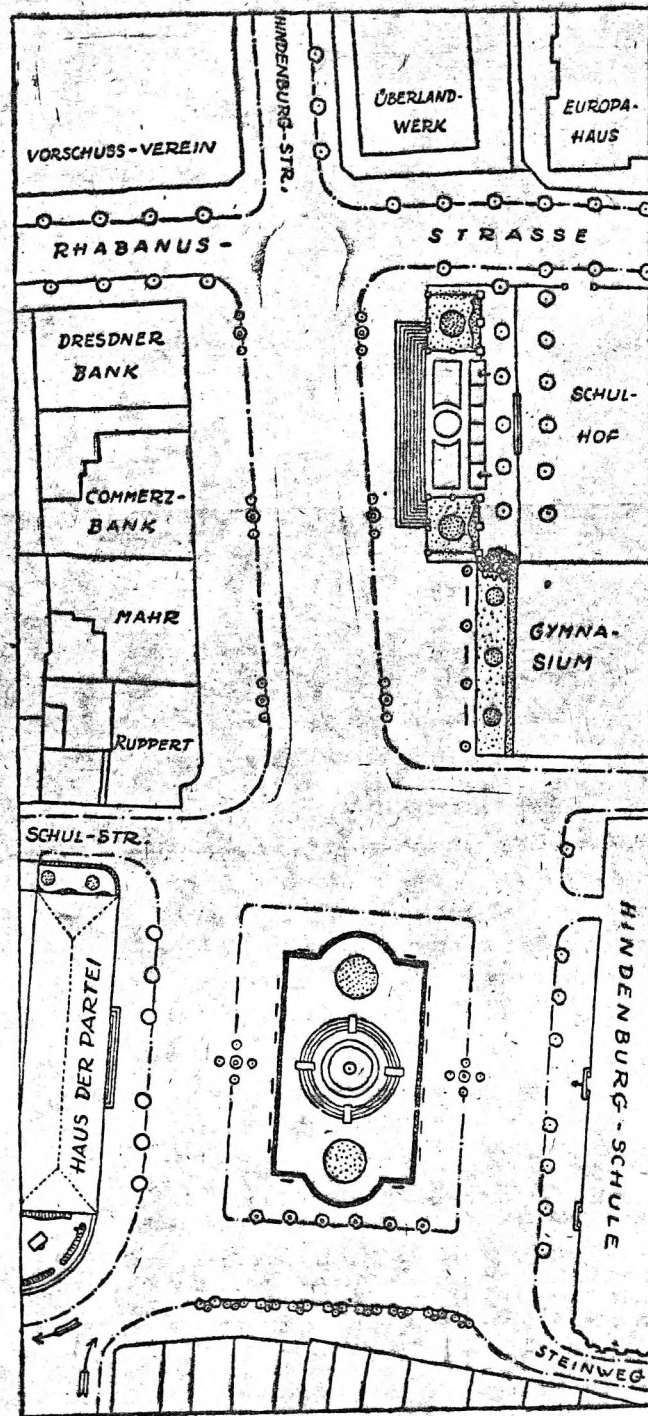 VORSCHUSS-VEREIN
HINDENBURG-STR.
ÜBERLAND-
WERK
EUROPA-
HAUS
RHABANUS-
STRASSE
DRESDNER
BANK
COMMERZ-
BANK
MAHR
RUPPERT
SCHUL-
HOF
GYMNA-
SIUM
SCHUL-STR.
HAUS DER PARTEI
HINDENBURG-SCHULE
STEINWEG